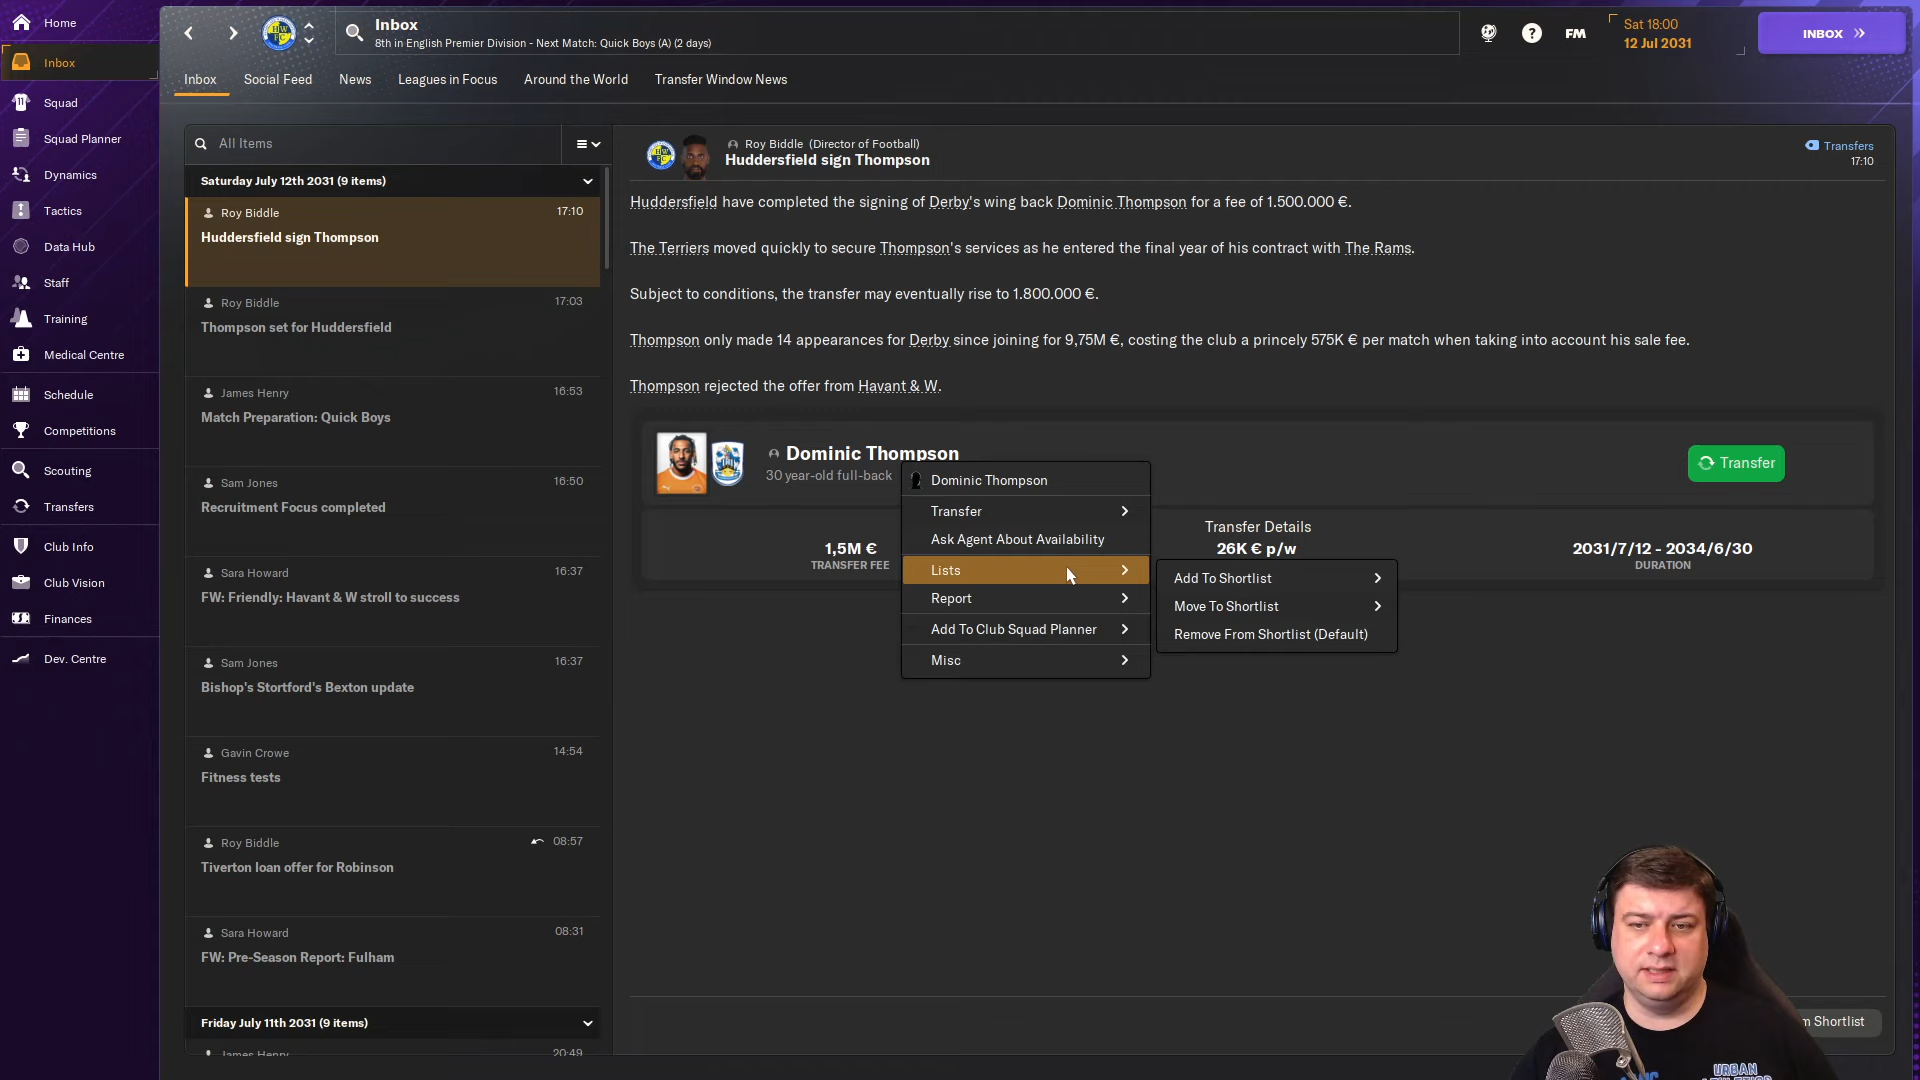 Home
Inbox
Squad
Squad Planner
Dynamics
Tactics
Data Hub
Staff
Training
Medical Centre
Schedule
Competitions
Scouting
Transfers
Club Info
Club Vision
Finances
Dev. Centre
Inbox
8th in English Premier Division - Next Match: Quick Boys (A) (2 days)
FM
Sat 18:00
12 Jul 2031
INBOX
Inbox
Social Feed
News
Leagues in Focus
Around the World
Transfer Window News
All Items
Saturday July 12th 2031 (9 items)
Roy Biddle 17:10
Huddersfield sign Thompson
Roy Biddle 17:03
Thompson set for Huddersfield
James Henry 16:53
Match Preparation: Quick Boys
Sam Jones 16:50
Recruitment Focus completed
Sara Howard 16:37
FW: Friendly: Havant & W stroll to success
Sam Jones 16:37
Bishop's Stortford's Bexton update
Gavin Crowe 14:54
Fitness tests
Roy Biddle 08:57
Tiverton loan offer for Robinson
Sara Howard 08:31
FW: Pre-Season Report: Fulham
Friday July 11th 2031 (9 items)
James Henry 20:49
Roy Biddle (Director of Football)
Huddersfield sign Thompson
Transfers
17:10
Huddersfield have completed the signing of Derby's wing back Dominic Thompson for a fee of 1.500.000 €.
The Terriers moved quickly to secure Thompson's services as he entered the final year of his contract with The Rams.
Subject to conditions, the transfer may eventually rise to 1.800.000 €.
Thompson only made 14 appearances for Derby since joining for 9,75M €, costing the club a princely 575K € per match when taking into account his sale fee.
Thompson rejected the offer from Havant & W.
Dominic Thompson
30 year-old full-back
Transfer
Transfer Details
1,5M €
TRANSFER FEE
26K € p/w
2031/7/12 - 2034/6/30
DURATION
Dominic Thompson
Transfer
Ask Agent About Availability
Lists
Report
Add To Club Squad Planner
Misc
Add To Shortlist
Move To Shortlist
Remove From Shortlist (Default)
m Shortlist
URBAN